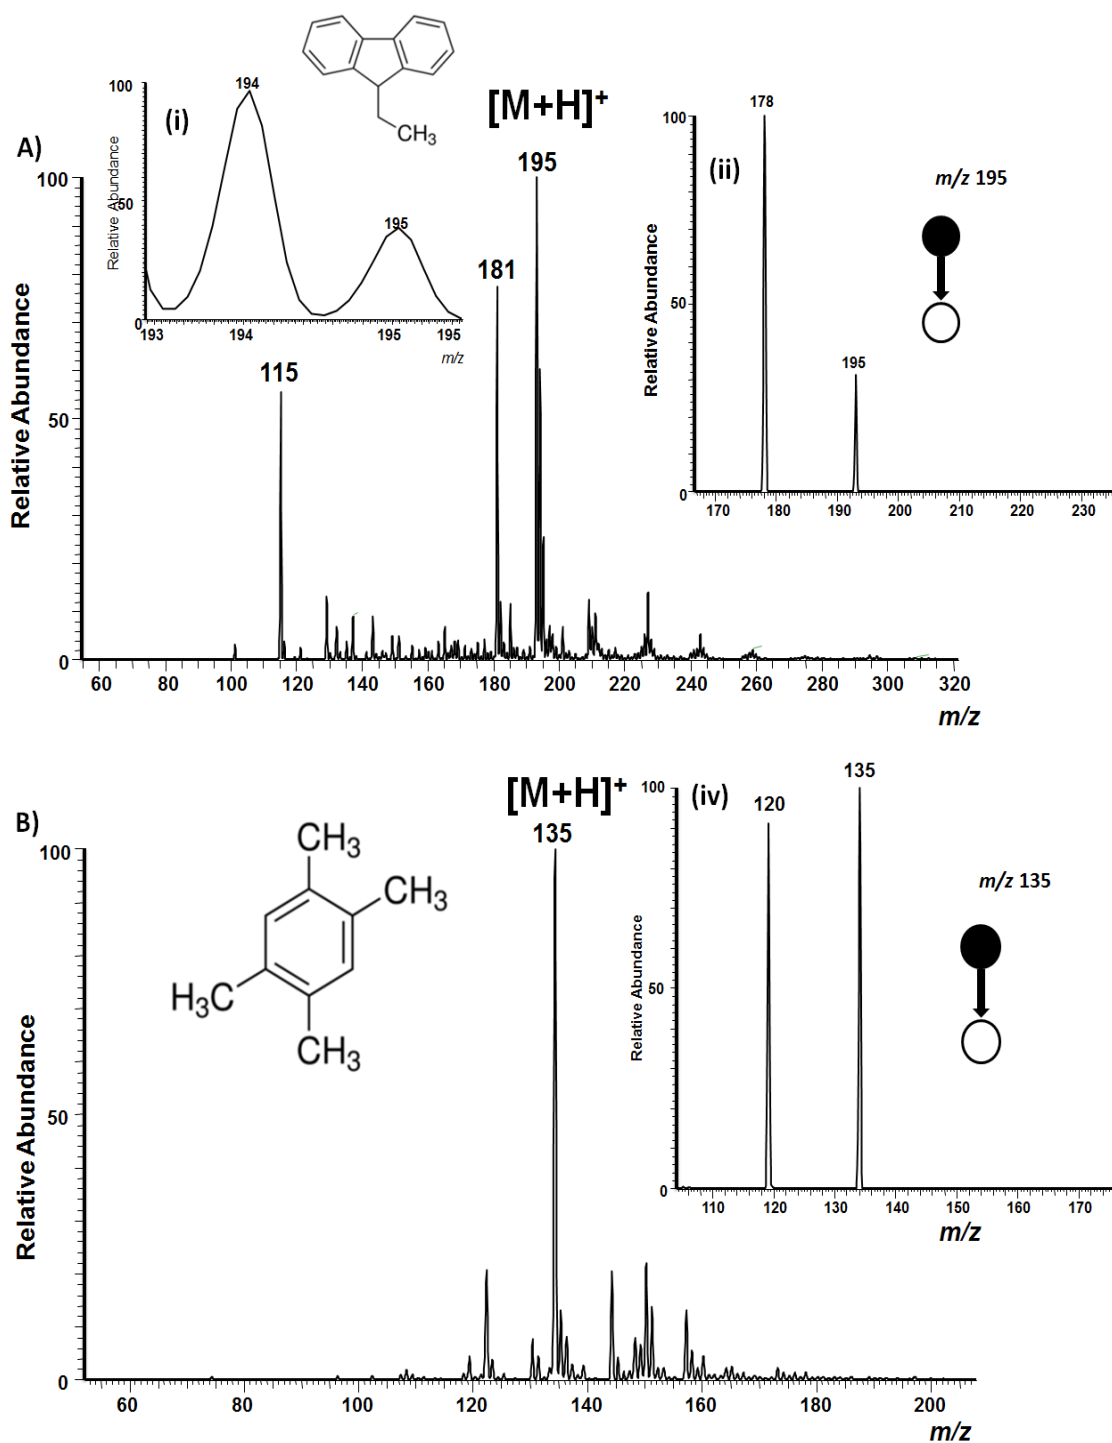 A)
(i)
100
50
0
Relative Abundance
194
195
193
194
195
195
m/z
CH3
[M+H]+
195
181
115
100
50
0
Relative Abundance
60
80
100
120
140
160
180
200
220
240
260
280
300
320
m/z
(ii)
178
195
m/z 195
100
50
0
Relative Abundance
170
180
190
200
210
220
230
B)
[M+H]+
135
CH3
CH3
H3C
CH3
100
50
0
Relative Abundance
60
80
100
120
140
160
180
200
m/z
(iv)
120
135
m/z 135
100
50
0
Relative Abundance
110
120
130
140
150
160
170
m/z